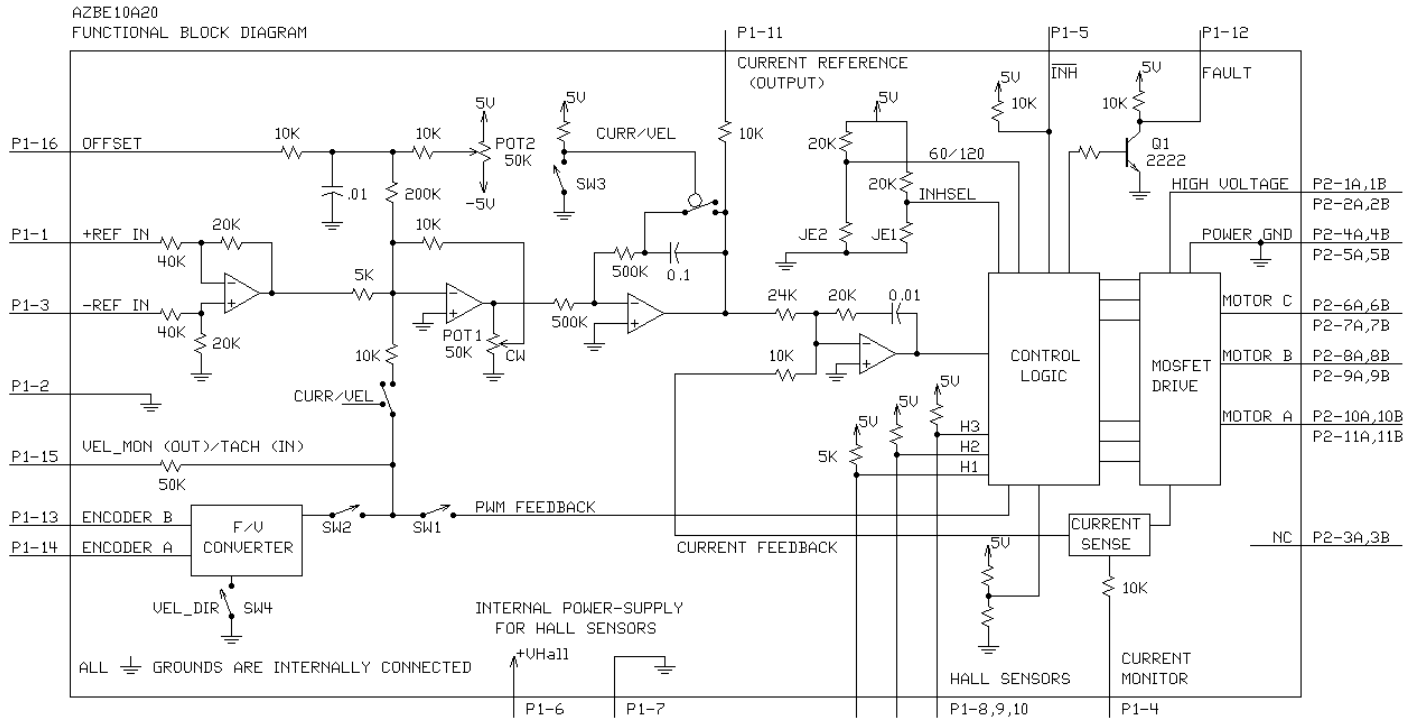 AZBE10A20
FUNCTIONAL BLOCK DIAGRAM
P1-11
P1-5
P1-12
CURRENT REFERENCE
(OUTPUT)
INH
FAULT
5V
10K
5V
10K
Q1
2222
P1-16
OFFSET
10K
10K
5V
POT2
50K
-5V
.01
200K
5V
CURR/VEL
SW3
10K
5V
20K
60/120
20K
INHSEL
JE2
JE1
HIGH VOLTAGE
P2-1A,1B
P2-2A,2B
POWER GND
P2-4A,4B
P2-5A,5B
P1-1
+REF IN
40K
20K
10K
5K
500K
0.1
P1-3
-REF IN
40K
20K
-
+
-
+
POT1
50K
CW
500K
-
+
24K
20K
0.01
10K
-
+
CONTROL
LOGIC
MOSFET
DRIVE
MOTOR C
P2-6A,6B
P2-7A,7B
MOTOR B
P2-8A,8B
P2-9A,9B
MOTOR A
P2-10A,10B
P2-11A,11B
P1-2
10K
CURR/VEL
5V
5V
5V
5K
H3
H2
H1
P1-15
VEL_MON (OUT)/TACH (IN)
50K
P1-13
ENCODER B
P1-14
ENCODER A
F/V
CONVERTER
SW2
SW1
PWM FEEDBACK
CURRENT FEEDBACK
CURRENT
SENSE
NC
P2-3A,3B
5V
10K
VEL_DIR
SW4
INTERNAL POWER-SUPPLY
FOR HALL SENSORS
+VHall
ALL GROUNDS ARE INTERNALLY CONNECTED
HALL SENSORS
CURRENT
MONITOR
P1-6
P1-7
P1-8,9,10
P1-4